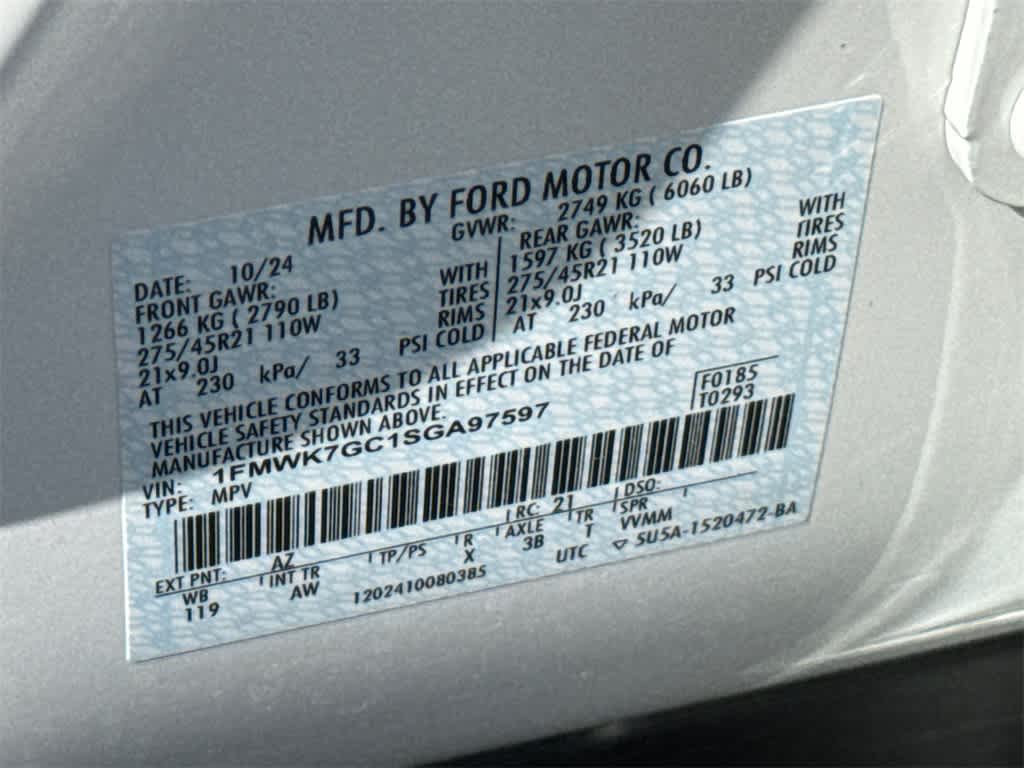 MFD. BY FORD MOTOR CO.
DATE: 10/24 GVWR: 2749 KG ( 6060 LB)
FRONT GAWR: REAR GAWR:
1266 KG ( 2790 LB) WITH 1597 KG ( 3520 LB) WITH
275/45R21 110W TIRES 275/45R21 110W TIRES
21x9.0J RIMS 21x9.0J RIMS
AT 230 kPa/ 33 PSI COLD AT 230 kPa/ 33 PSI COLD
THIS VEHICLE CONFORMS TO ALL APPLICABLE FEDERAL MOTOR
VEHICLE SAFETY STANDARDS IN EFFECT ON THE DATE OF
MANUFACTURE SHOWN ABOVE.
F0185
T0293
VIN: 1FMWK7GC1SGA97597
TYPE: MPV
EXT PNT: AZ RC: 21 DSO:
WB INT TR TP/PS R AXLE TR SPR
119 AW X 3B T VVMM
1202410080385 UTC ▽ 5U5A-1520472-BA